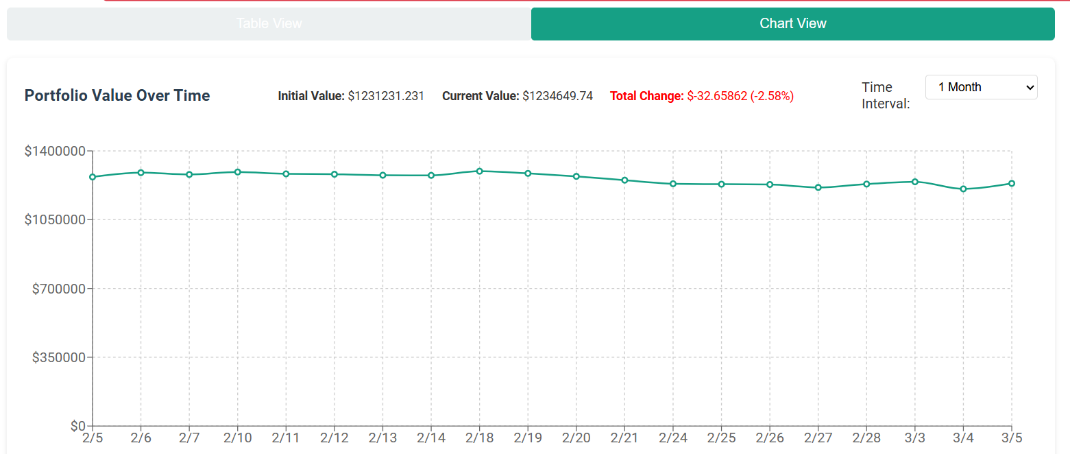 Table View Chart View
Portfolio Value Over Time Initial Value: $1231231.231 Current Value: $1234649.74 Total Change: $-32.65862 (-2.58%) Time Interval: 1 Month
$1400000
$1050000
$700000
$350000
$0
2/5 2/6 2/7 2/10 2/11 2/12 2/13 2/14 2/18 2/19 2/20 2/21 2/24 2/25 2/26 2/27 2/28 3/3 3/4 3/5